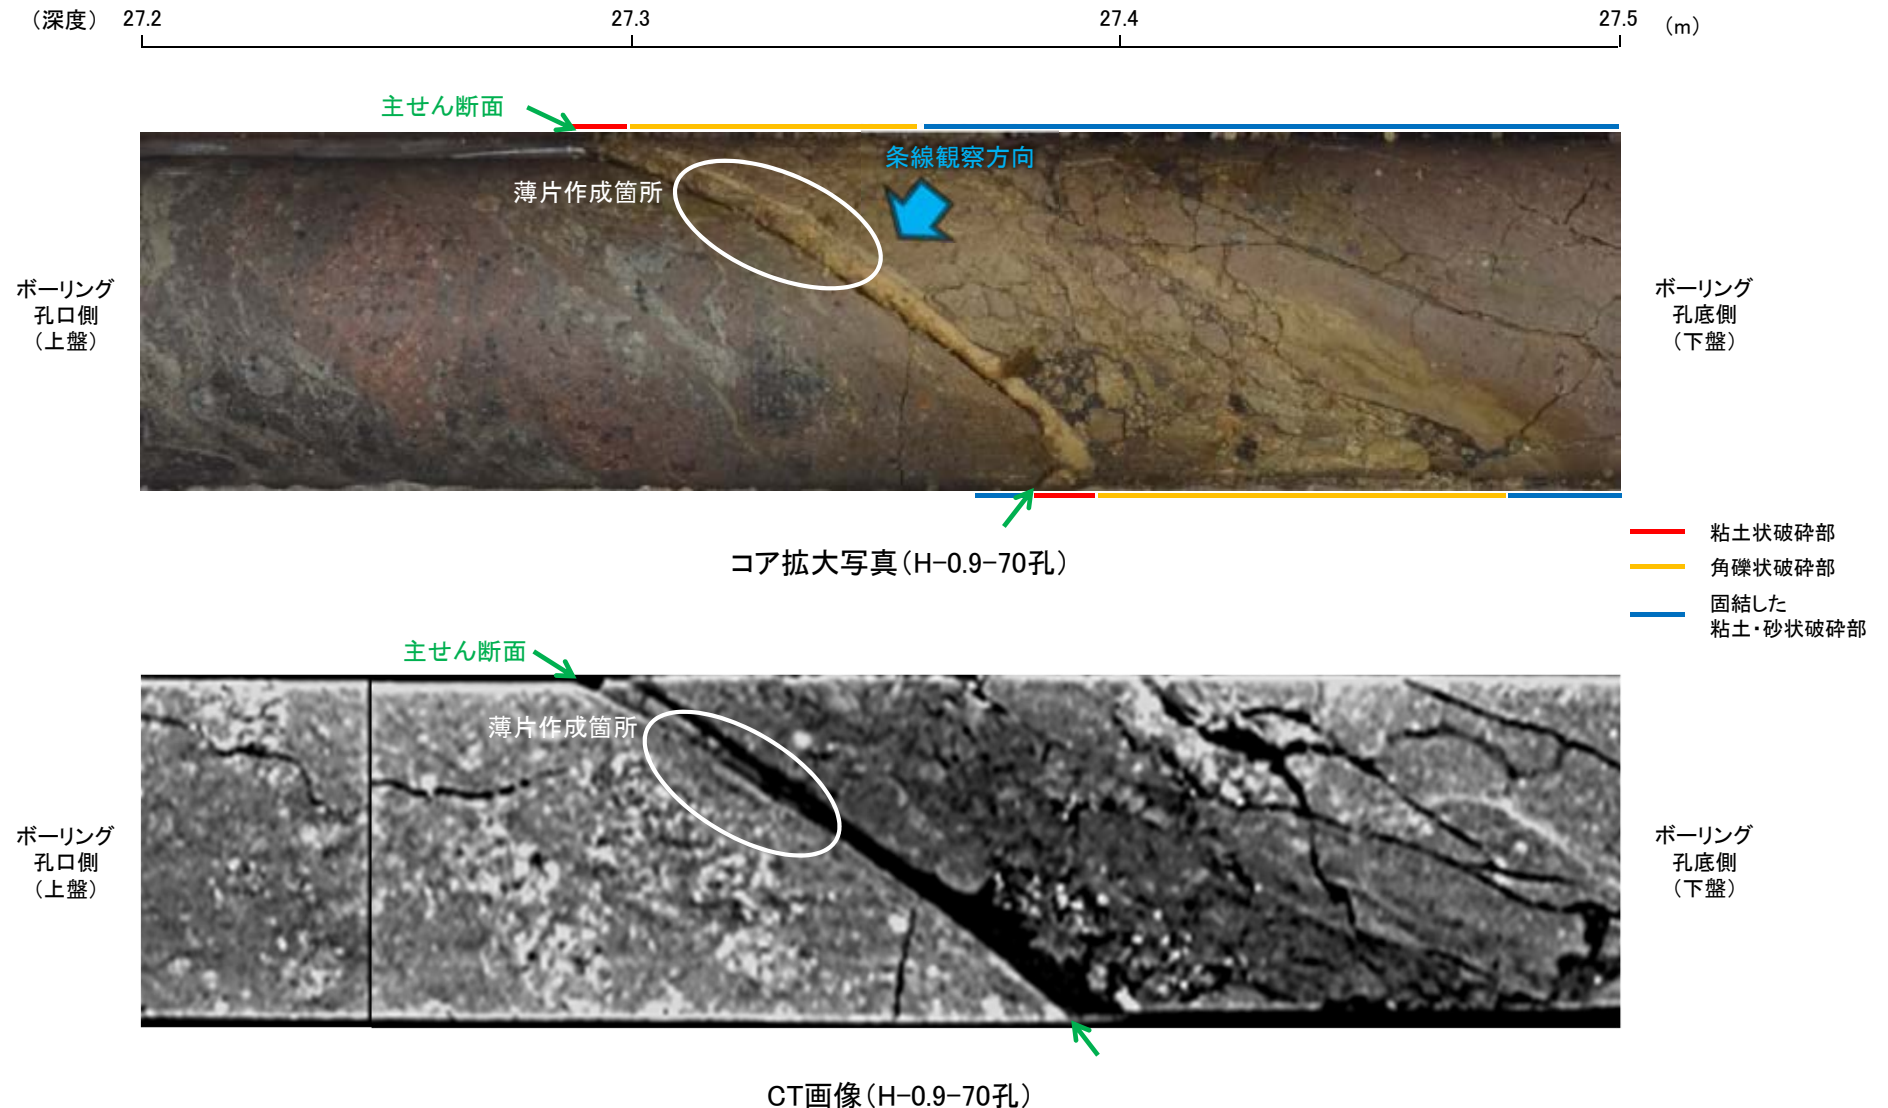 （深度） 27.2 27.3 27.4 27.5 （m）
主せん断面
条線観察方向
薄片作成箇所
ボーリング
孔口側
（上盤）
ボーリング
孔底側
（下盤）
コア拡大写真（H-0.9-70孔）
粘土状破砕部
角礫状破砕部
固結した
粘土・砂状破砕部
主せん断面
薄片作成箇所
ボーリング
孔口側
（上盤）
ボーリング
孔底側
（下盤）
CT画像（H-0.9-70孔）